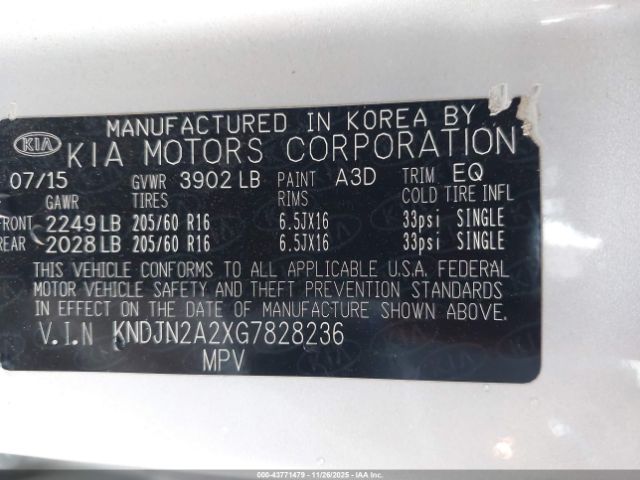 MANUFACTURED IN KOREA BY
KIA KIA MOTORS CORPORATION
07/15 GVWR 3902 LB PAINT A3D TRIM EQ
GAWR TIRES RIMS COLD TIRE INFL
FRONT 2249 LB 205/60 R16 6.5JX16 33psi SINGLE
REAR 2028 LB 205/60 R16 6.5JX16 33psi SINGLE
THIS VEHICLE CONFORMS TO ALL APPLICABLE U.S.A. FEDERAL
MOTOR VEHICLE SAFETY AND THEFT PREVENTION STANDARDS
IN EFFECT ON THE DATE OF MANUFACTURE SHOWN ABOVE.
V.I.N KNDJN2A2XG7828236
MPV
000-43771479 — 11/26/2025 - IAA Inc.